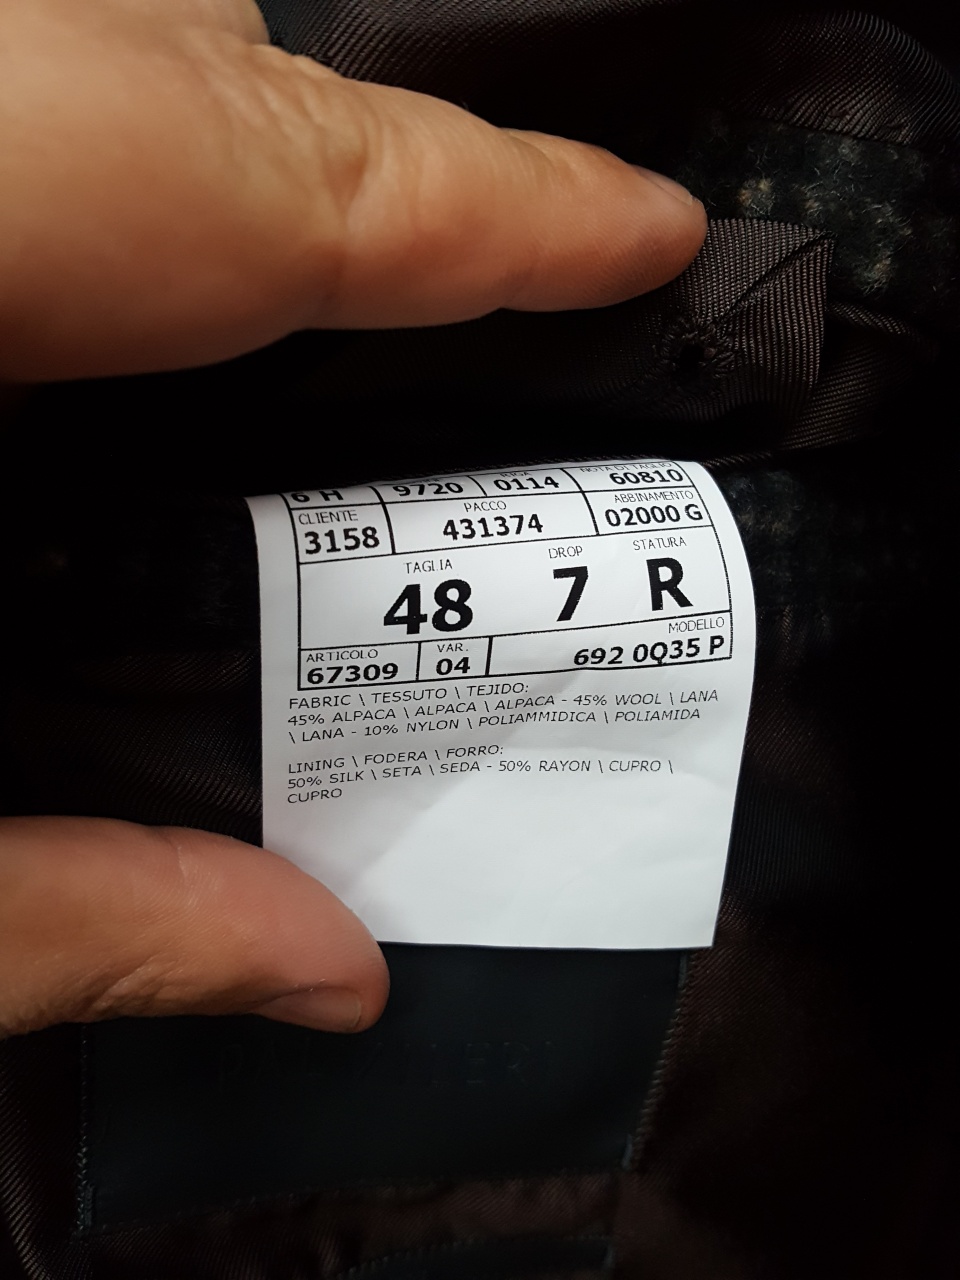 6 H 9720 0114 60810
CLIENTE PACCO ABBINAMENTO
3158 431374 02000 G
TAGLIA DROP STATURA
48 7 R
ARTICOLO VAR. MODELLO
67309 04 692 0Q35 P
FABRIC \ TESSUTO \ TEJIDO:
45% ALPACA \ ALPACA \ ALPACA - 45% WOOL \ LANA
\ LANA - 10% NYLON \ POLIAMMIDICA \ POLIAMIDA
LINING \ FODERA \ FORRO:
50% SILK \ SETA \ SEDA - 50% RAYON \ CUPRO \
CUPRO